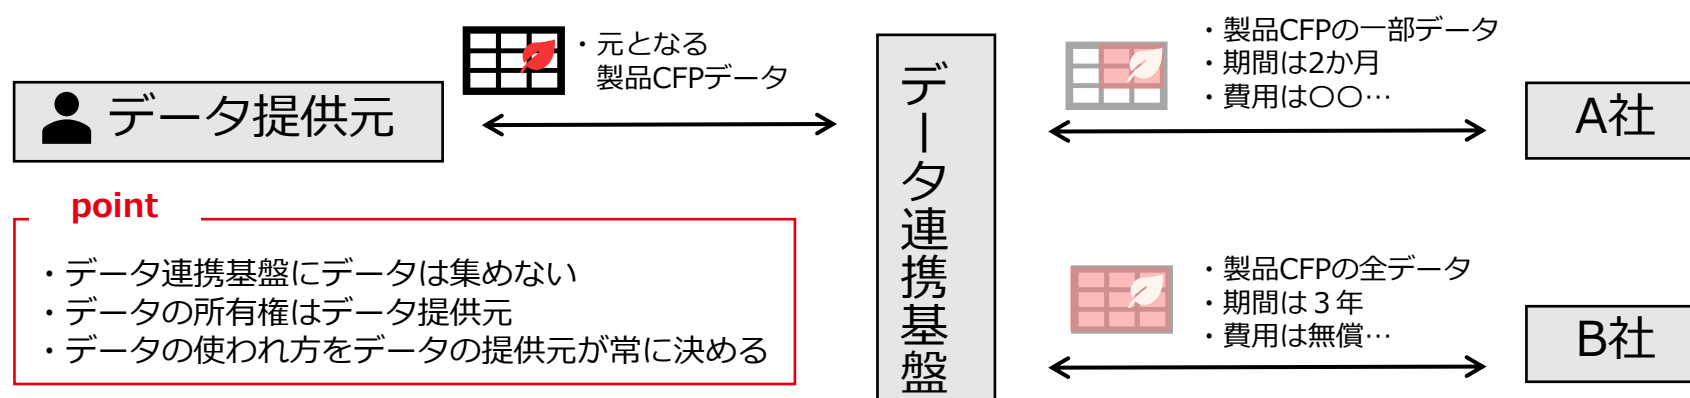 データ提供元
・元となる
製品CFPデータ
データ連携基盤
・製品CFPの一部データ
・期間は2か月
・費用は〇〇…
A社
point
・データ連携基盤にデータは集めない
・データの所有権はデータ提供元
・データの使われ方をデータの提供元が常に決める
・製品CFPの全データ
・期間は３年
・費用は無償…
B社